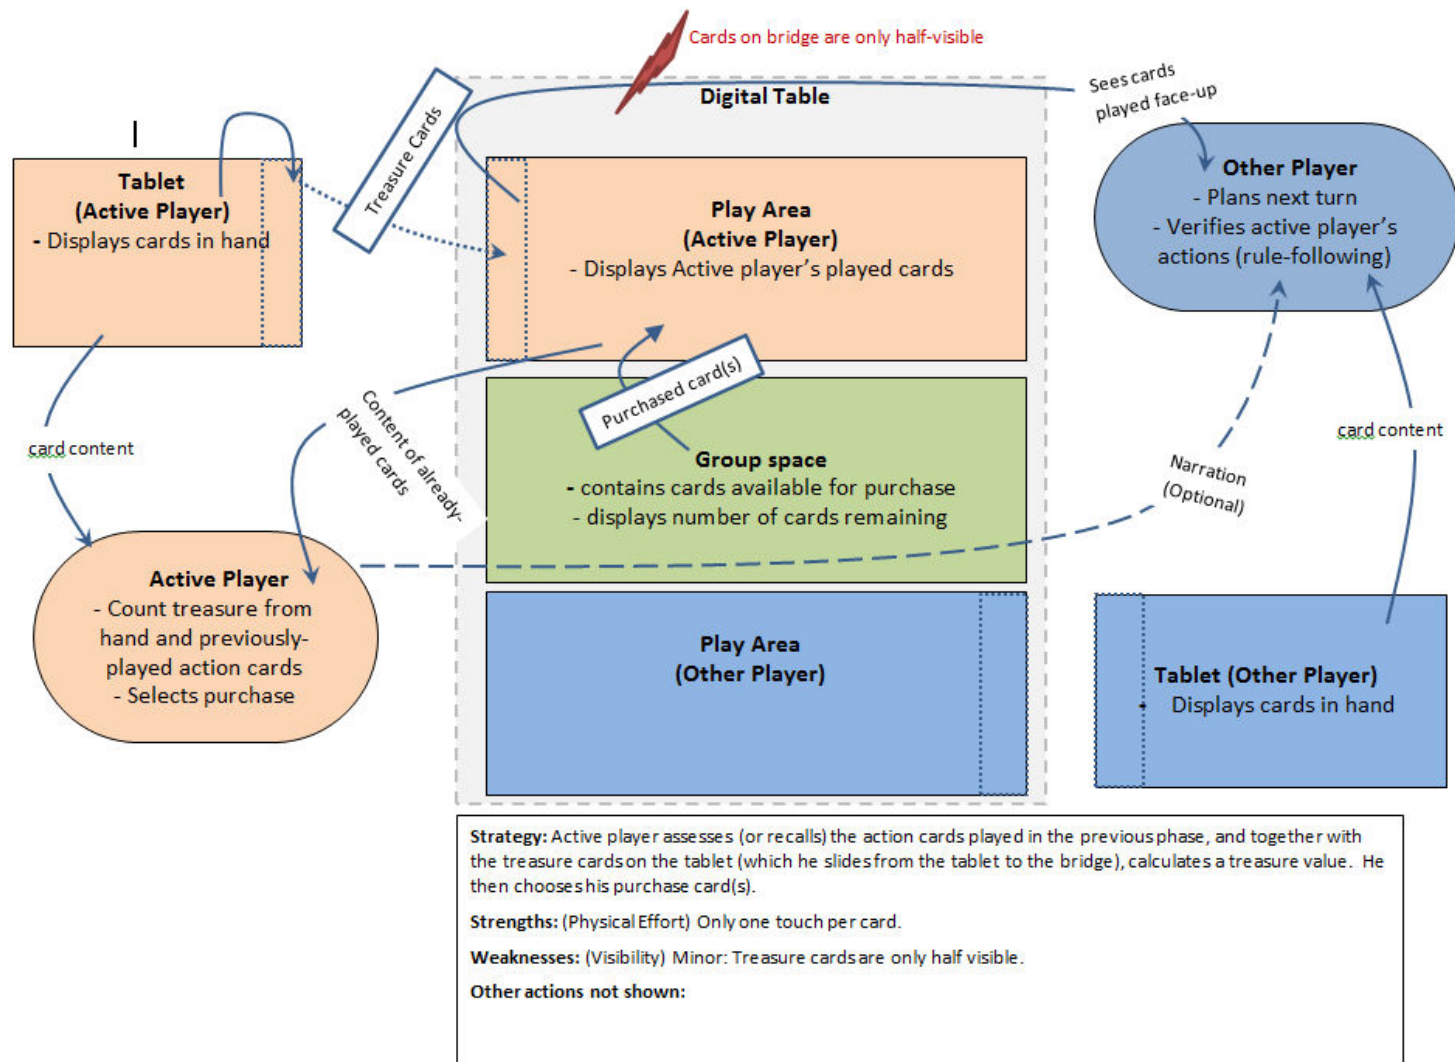 Cards on bridge are only half-visible
Digital Table
Sees cards
played face-up
Treasure Cards
Tablet
(Active Player)
- Displays cards in hand
Play Area
(Active Player)
- Displays Active player's played cards
Other Player
- Plans next turn
- Verifies active player's
actions (rule-following)
Purchased card(s)
Content of already-
played cards
card content
card content
Group space
- contains cards available for purchase
- displays number of cards remaining
Narration
(Optional)
Active Player
- Count treasure from
hand and previously-
played action cards
- Selects purchase
Play Area
(Other Player)
Tablet (Other Player)
- Displays cards in hand
Strategy: Active player assesses (or recalls) the action cards played in the previous phase, and together with
the treasure cards on the tablet (which he slides from the tablet to the bridge), calculates a treasure value. He
then chooses his purchase card(s).
Strengths: (Physical Effort) Only one touch per card.
Weaknesses: (Visibility) Minor: Treasure cards are only half visible.
Other actions not shown: